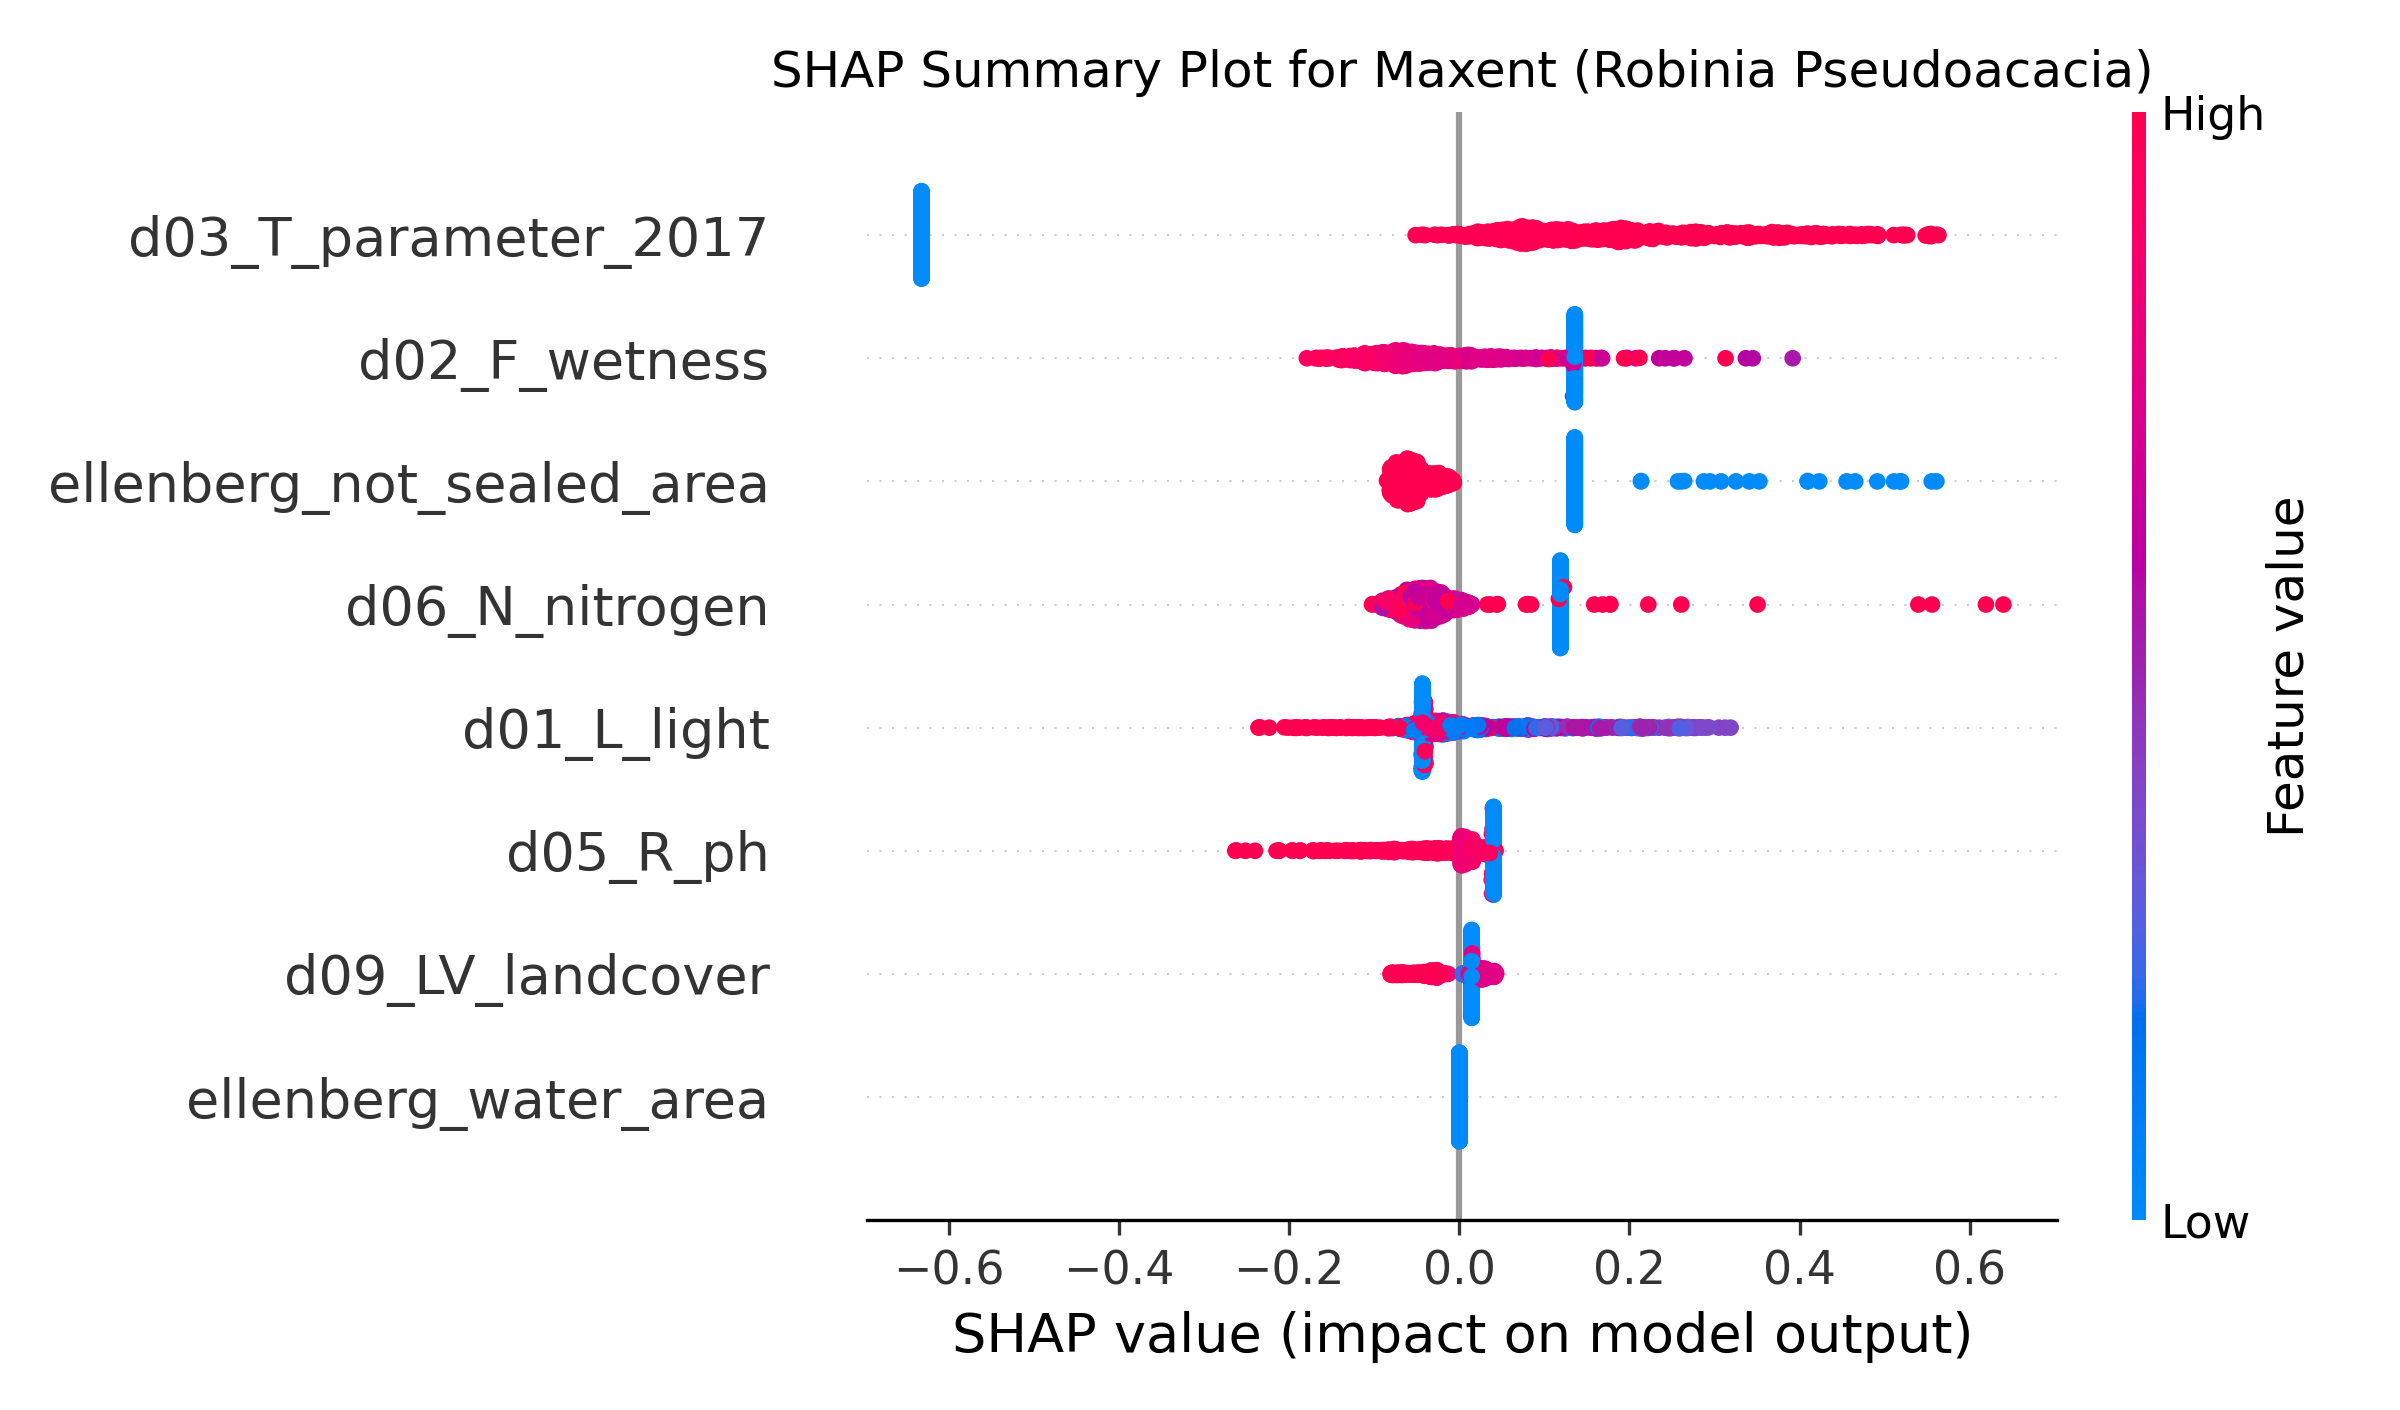 SHAP Summary Plot for Maxent (Robinia Pseudoacacia)
High
d03_T_parameter_2017
d02_F_wetness
ellenberg_not_sealed_area
d06_N_nitrogen
d01_L_light
d05_R_ph
d09_LV_landcover
ellenberg_water_area
Feature value
Low
−0.6 −0.4 −0.2 0.0 0.2 0.4 0.6
SHAP value (impact on model output)